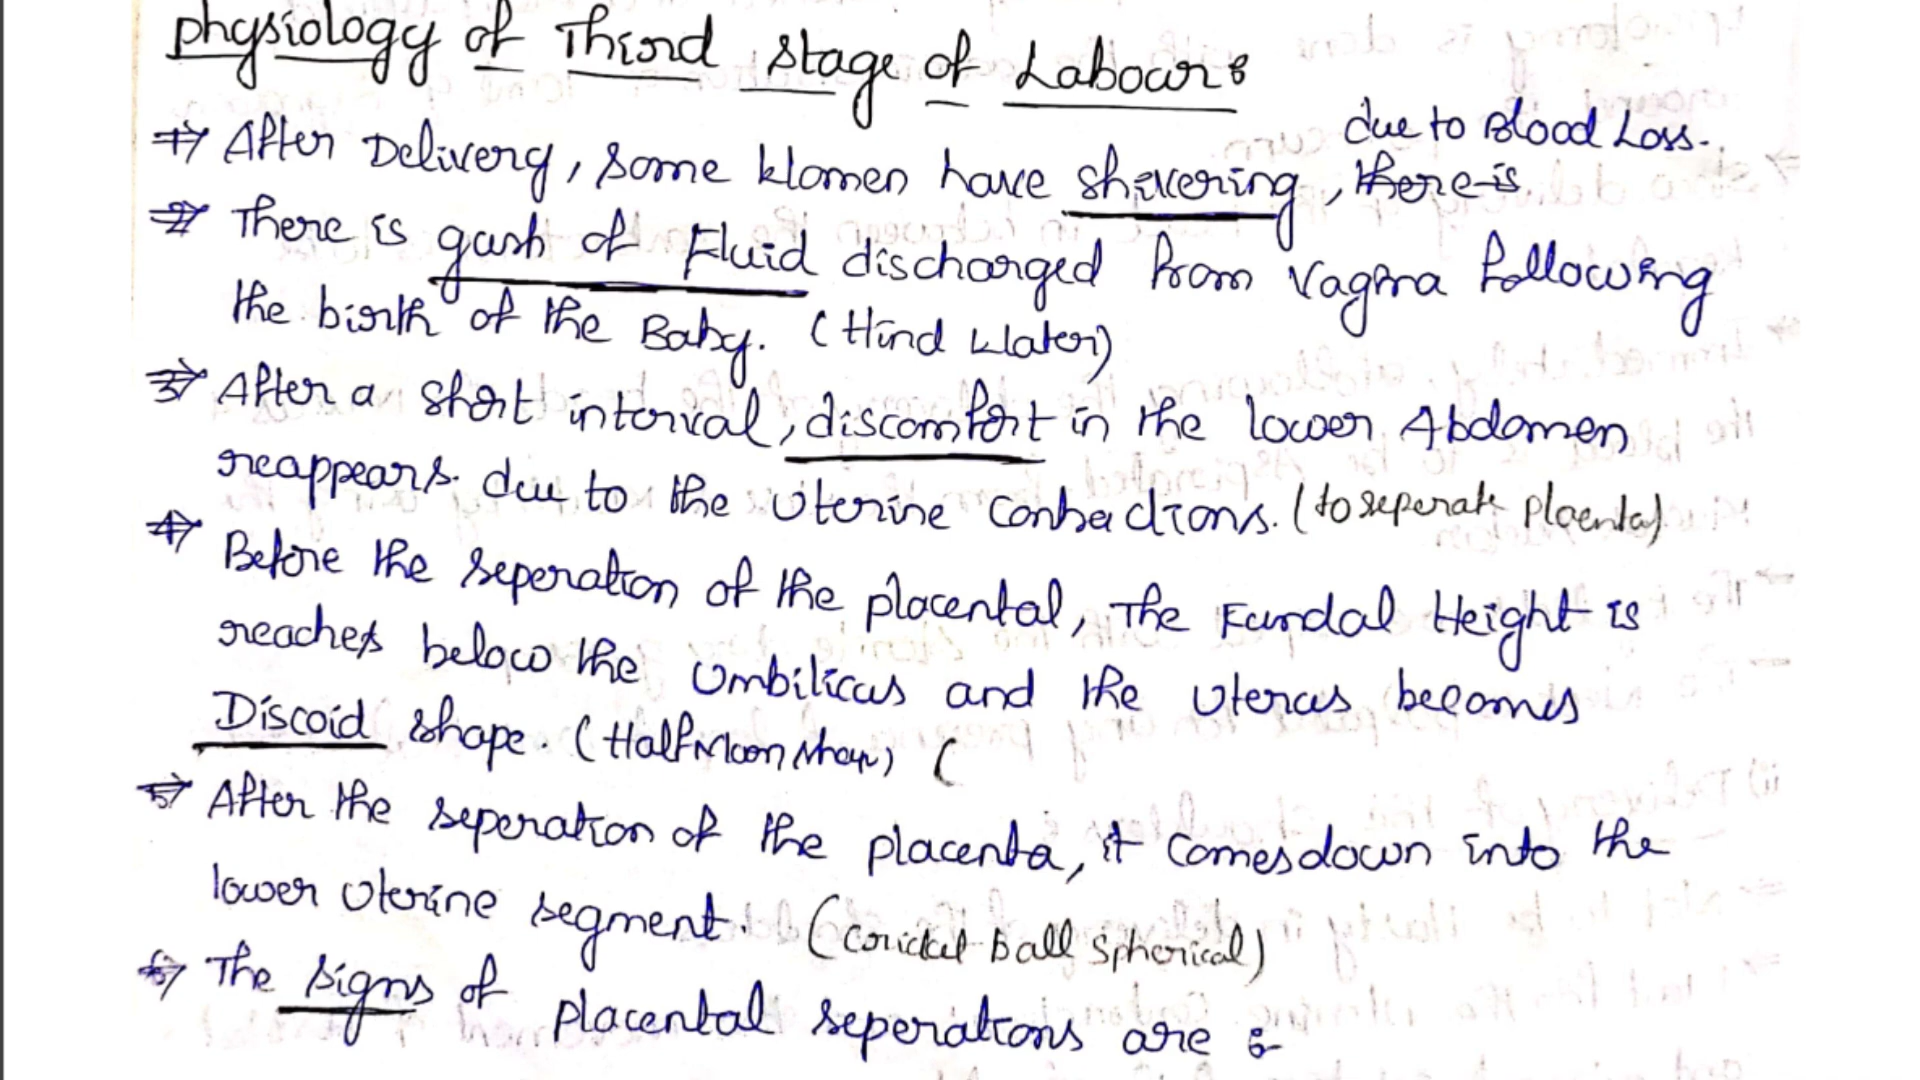 Physiology of Third Stage of Labour:
1) After Delivery, Some Women have shivering, there is due to Blood Loss.
2) There is gush of Fluid discharged from Vagina following
the birth of the Baby. (Hind Water)
3) After a short interval, discomfort in the lower Abdomen
reappears. due to the Uterine Contractions. (to seperate placenta)
4) Before the seperation of the placental, The Fundal Height is
reaches below the Umbilicus and the Uterus becomes
Discoid shape. (Half Moon shape) (
5) After the seperation of the placenta, it Comes down into the
lower Uterine segment. (Cricket Ball Spherical)
6) The signs of placental seperations are :-